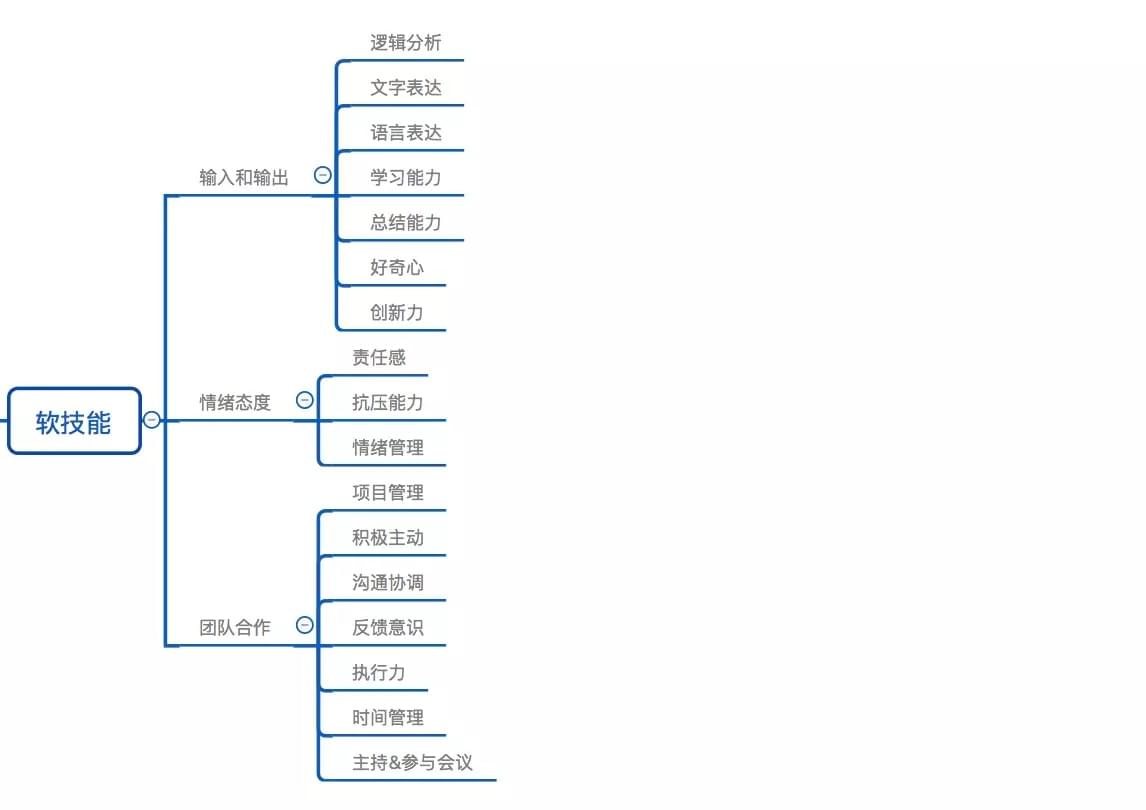 软技能
输入和输出
逻辑分析
文字表达
语言表达
学习能力
总结能力
好奇心
创新力
情绪态度
责任感
抗压能力
情绪管理
团队合作
项目管理
积极主动
沟通协调
反馈意识
执行力
时间管理
主持&参与会议